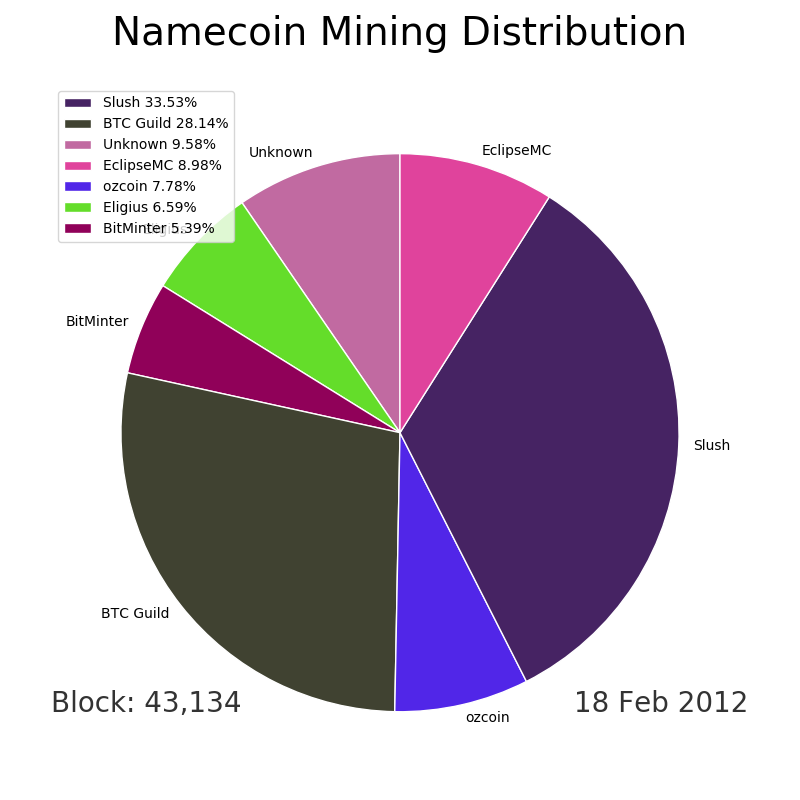 Namecoin Mining Distribution
Slush 33.53%
BTC Guild 28.14%
Unknown 9.58%
EclipseMC 8.98%
ozcoin 7.78%
Eligius 6.59%
BitMinter 5.39%
Unknown
EclipseMC
BitMinter
Slush
BTC Guild
ozcoin
Block: 43,134
18 Feb 2012